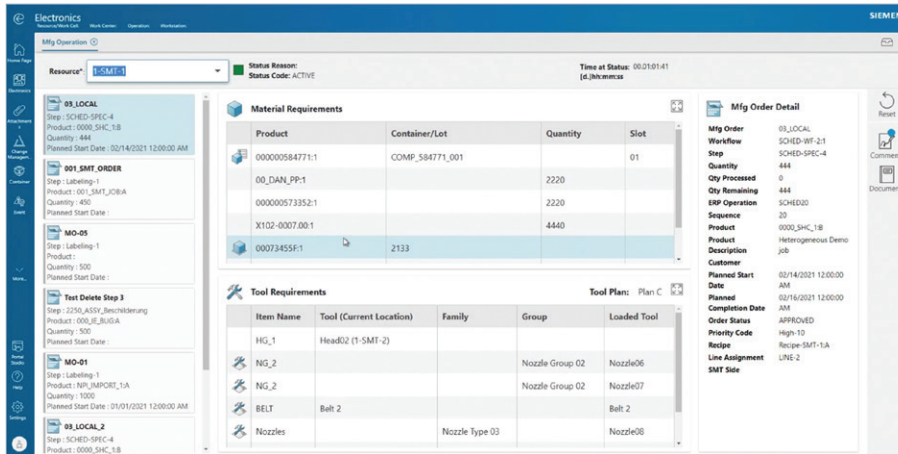 Electronics
Resource/Work Cell Work Center Operation Workstation
SIEMEN
Mfg Operation
Home Page
Electronics
Attachment
Change
Managem...
Container
Event
More...
Portal
Studio
Help
Settings
Resource* 1-SMT-1
Status Reason:
Status Code: ACTIVE
Time at Status: 00.01:01:41
[d.]hh:mm:ss
03_LOCAL
Step : SCHED-SPEC-4
Product : 0000_SHC_1:B
Quantity : 444
Planned Start Date : 02/14/2021 12:00:00 AM
001_SMT_ORDER
Step : Labeling-1
Product : 001_SMT_JOB:A
Quantity : 450
Planned Start Date :
MO-05
Step : Labeling-1
Product :
Quantity : 500
Planned Start Date :
Test Delete Step 3
Step : 2250_ASSY_Beschilderung
Product : 000_IE_BUG:A
Quantity : 500
Planned Start Date :
MO-01
Step : Labeling-1
Product : NPI_IMPORT_1:A
Quantity : 1000
Planned Start Date : 01/01/2021 12:00:00 AM
03_LOCAL_2
Step : SCHED-SPEC-4
Product : 0000_SHC_1:B
Material Requirements
Product Container/Lot Quantity Slot
000000584771:1 COMP_584771_001 01
00_DAN_PP:1 2220
000000573352:1 2220
X102-0007.00:1 4440
00073455F:1 2133
Tool Requirements Tool Plan: Plan C
Item Name Tool (Current Location) Family Group Loaded Tool
HG_1 Head02 (1-SMT-2)
NG_2 Nozzle Group 02 Nozzle06
NG_2 Nozzle Group 02 Nozzle07
BELT Belt 2 Belt 2
Nozzles Nozzle Type 03 Nozzle08
Mfg Order Detail
Mfg Order 03_LOCAL
Workflow SCHED-WF-2:1
Step SCHED-SPEC-4
Quantity 444
Qty Processed 0
Qty Remaining 444
ERP Operation SCHED20
Sequence 20
Product 0000_SHC_1:B
Product Heterogeneous Demo
Description job
Customer
Planned Start 02/14/2021 12:00:00
Date AM
Planned 02/16/2021 12:00:00
Completion Date AM
Order Status APPROVED
Priority Code High-10
Recipe Recipe-SMT-1:A
Line Assignment LINE-2
SMT Side
Reset
Commen
Documen